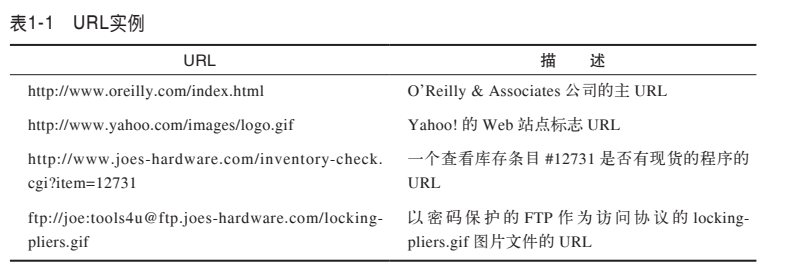 表1-1 URL实例
URL 描 述
http://www.oreilly.com/index.html O'Reilly & Associates 公司的主 URL
http://www.yahoo.com/images/logo.gif Yahoo! 的 Web 站点标志 URL
http://www.joes-hardware.com/inventory-check. 一个查看库存条目 #12731 是否有现货的程序的
cgi?item=12731 URL
ftp://joe:tools4u@ftp.joes-hardware.com/locking- 以密码保护的 FTP 作为访问协议的 locking-
pliers.gif pliers.gif 图片文件的 URL